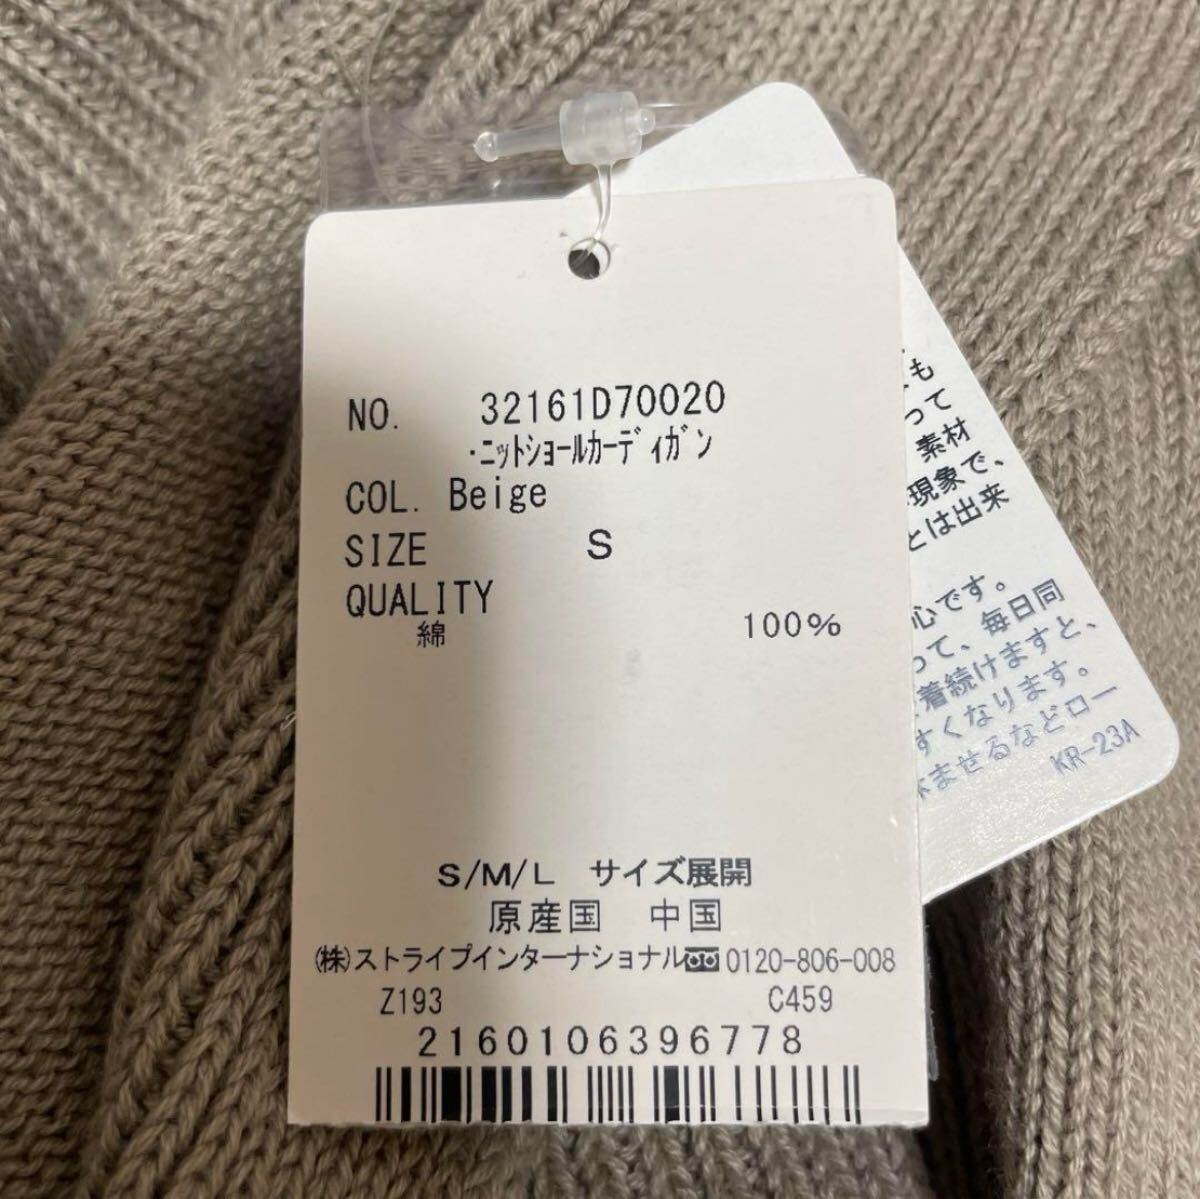 NO. 32161D70020
・ニットショールカーディガン
COL. Beige
SIZE S
QUALITY
綿 100%
S/M/L サイズ展開
原産国 中国
(株)ストライプインターナショナル 0120-806-008
Z193 C459
2160106396778
も
って
素材
現象で、
とは出来
心です。
って、毎日同
着続けますと、
すくなります。
ませるなどロー
KR-23A